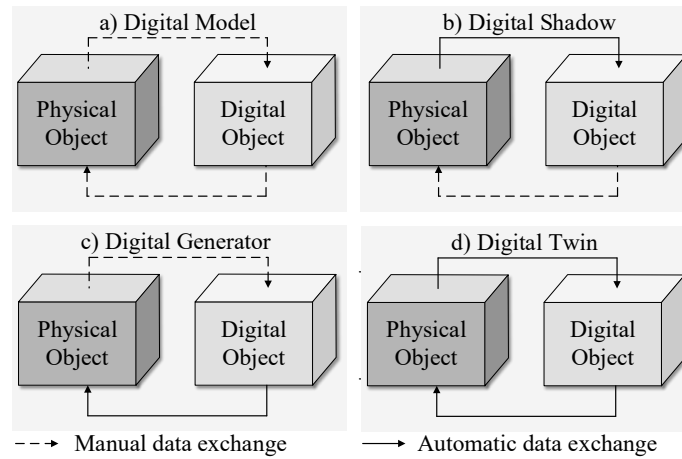 a) Digital Model
Physical
Object
Digital
Object
b) Digital Shadow
Physical
Object
Digital
Object
c) Digital Generator
Physical
Object
Digital
Object
d) Digital Twin
Physical
Object
Digital
Object
Manual data exchange
Automatic data exchange